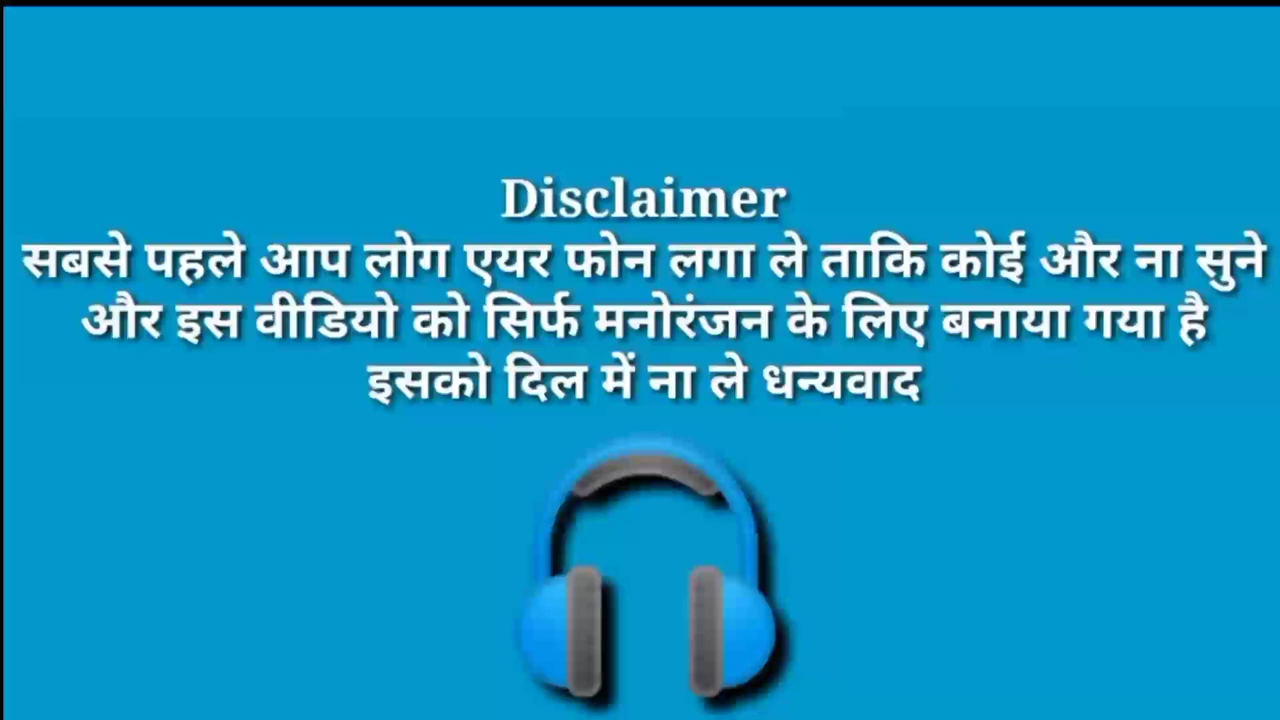 Disclaimer
सबसे पहले आप लोग एयर फोन लगा ले ताकि कोई और ना सुने
और इस वीडियो को सिर्फ मनोरंजन के लिए बनाया गया है
इसको दिल में ना ले धन्यवाद